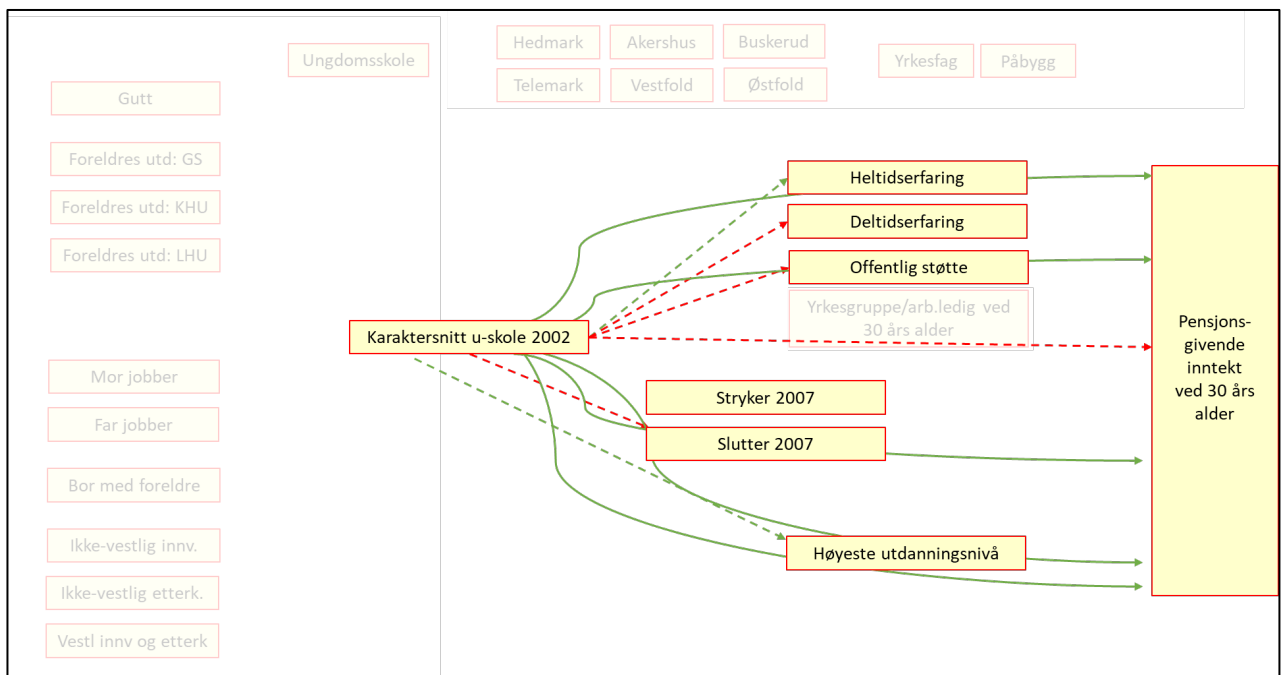 Ungdomsskole
Hedmark
Akershus
Buskerud
Telemark
Vestfold
Østfold
Yrkesfag
Påbygg
Gutt
Foreldres utd: GS
Foreldres utd: KHU
Foreldres utd: LHU
Heltidserfaring
Deltidserfaring
Offentlig støtte
Yrkesgruppe/arb.ledig ved
30 års alder
Karaktersnitt u-skole 2002
Pensjons-
givende
inntekt
ved 30 års
alder
Mor jobber
Far jobber
Stryker 2007
Slutter 2007
Bor med foreldre
Ikke-vestlig innv.
Ikke-vestlig etterk.
Vestl innv og etterk
Høyeste utdanningsnivå